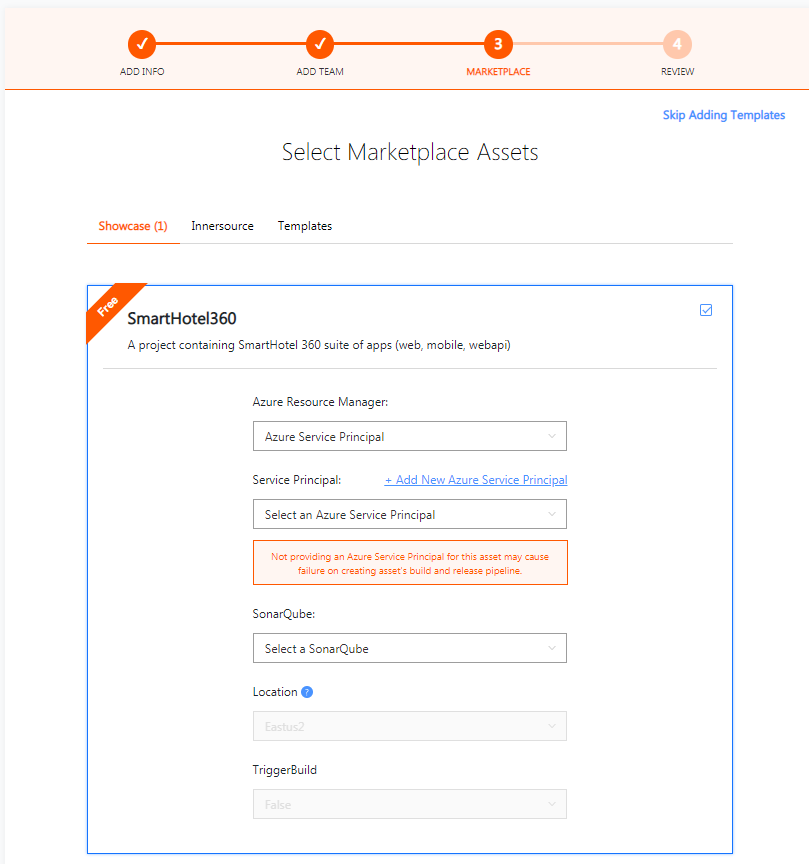 3
4
ADD INFO
ADD TEAM
MARKETPLACE
REVIEW
Skip Adding Templates
Select Marketplace Assets
Showcase (1)
Innersource
Templates
Free
SmartHotel360
A project containing SmartHotel 360 suite of apps (web, mobile, webapi)
Azure Resource Manager:
Azure Service Principal
Service Principal:
+ Add New Azure Service Principal
Select an Azure Service Principal
Not providing an Azure Service Principal for this asset may cause
failure on creating asset's build and release pipeline.
SonarQube:
Select a SonarQube
Location ?
Eastus2
TriggerBuild
False